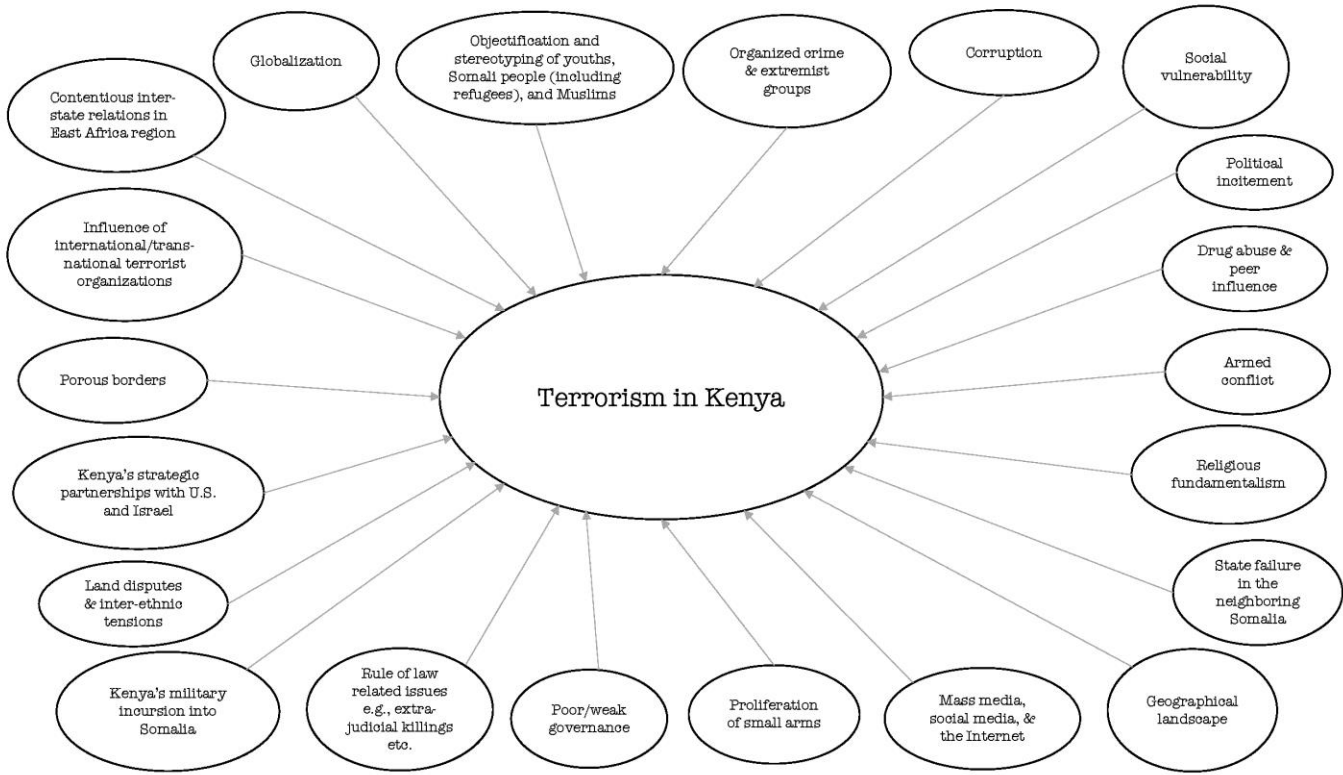 Globalization
Objectification and
stereotyping of youths,
Somali people (including
refugees), and Muslims
Organized crime
& extremist
groups
Corruption
Social
vulnerability
Contentious inter-
state relations in
East Africa region
Political
incitement
Influence of
international/trans-
national terrorist
organizations
Drug abuse &
peer
influence
Porous borders
Terrorism in Kenya
Armed
conflict
Kenya's strategic
partnerships with U.S.
and Israel
Religious
fundamentalism
Land disputes
& inter-ethnic
tensions
State failure
in the
neighboring
Somalia
Kenya's military
incursion into
Somalia
Rule of law
related issues
e.g., extra-
judicial killings
etc.
Poor/weak
governance
Proliferation
of small arms
Mass media,
social media, &
the Internet
Geographical
landscape